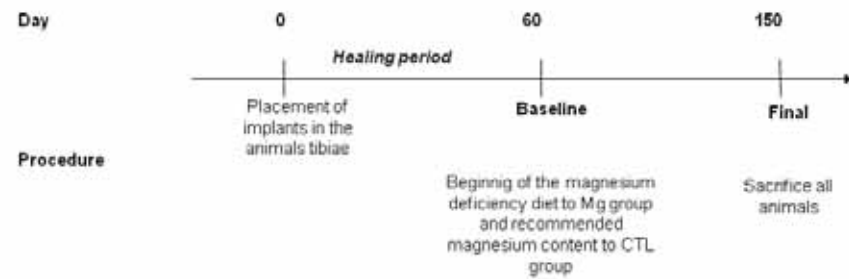 Day 0 60 150
Healing period
Placement of
implants in the
animals tibiae
Baseline
Final
Procedure
Beginnig of the magnesium
deficiency diet to Mg group
and recommended
magnesium content to CTL
group
Sacrifice all
animals